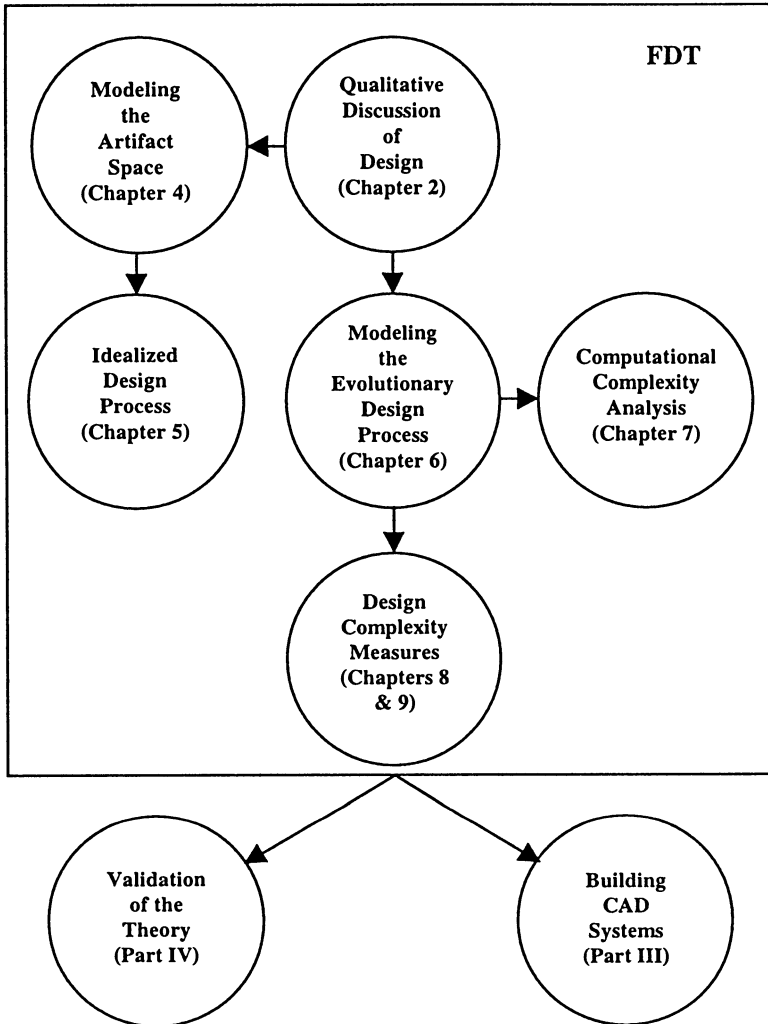 FDT
Modeling
the
Artifact
Space
(Chapter 4)
Qualitative
Discussion
of
Design
(Chapter 2)
Idealized
Design
Process
(Chapter 5)
Modeling
the
Evolutionary
Design
Process
(Chapter 6)
Computational
Complexity
Analysis
(Chapter 7)
Design
Complexity
Measures
(Chapters 8
& 9)
Validation
of the
Theory
(Part IV)
Building
CAD
Systems
(Part III)